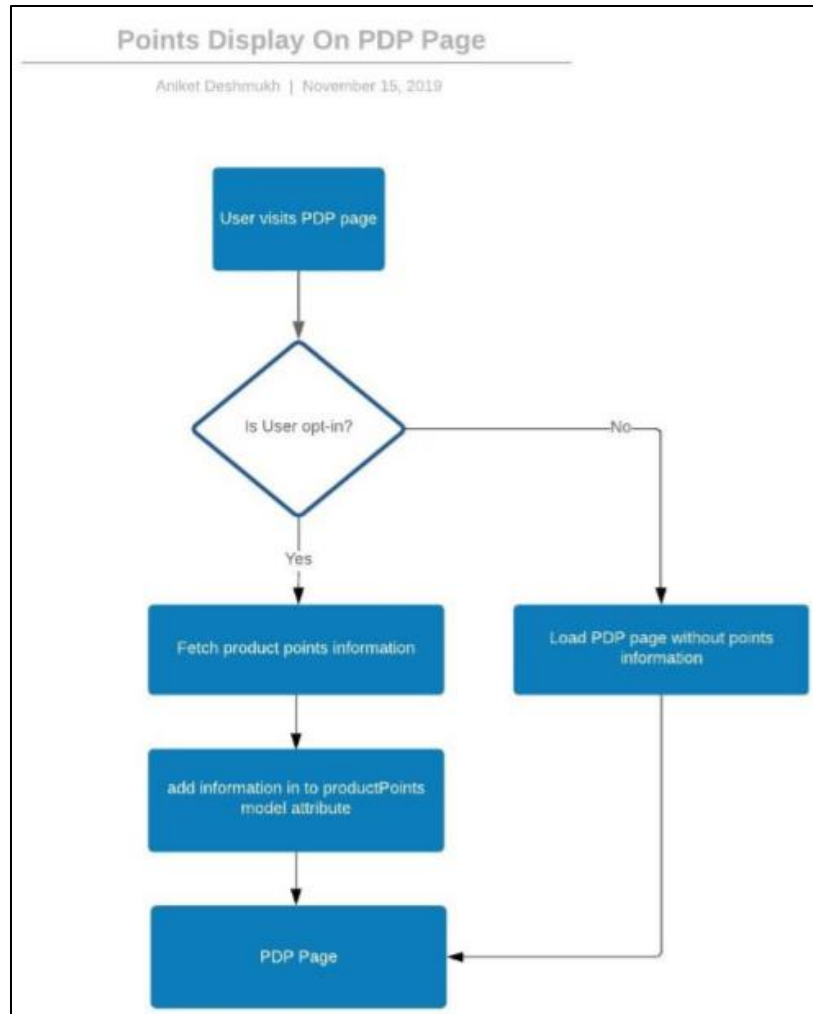 Points Display On PDP Page
Aniket Deshmukh | November 15, 2019
User visits PDP page
Is User opt-in?
No
Yes
Fetch product points information
Load PDP page without points
information
add information in to productPoints
model attribute
PDP Page